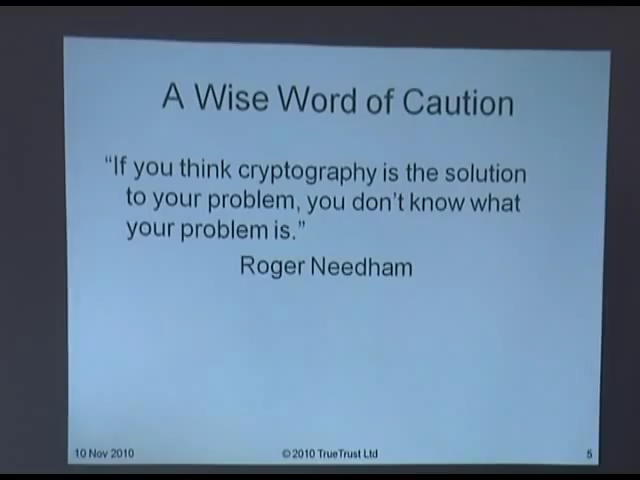 A Wise Word of Caution
“If you think cryptography is the solution
to your problem, you don't know what
your problem is.”
Roger Needham
10 Nov 2010
© 2010 TrueTrust Ltd
5